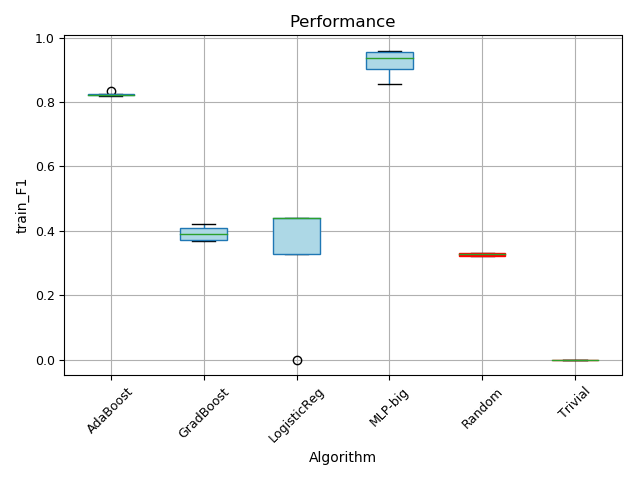 Performance
train_F1
1.0
0.8
0.6
0.4
0.2
0.0
AdaBoost
GradBoost
LogisticReg
MLP-big
Random
Trivial
Algorithm